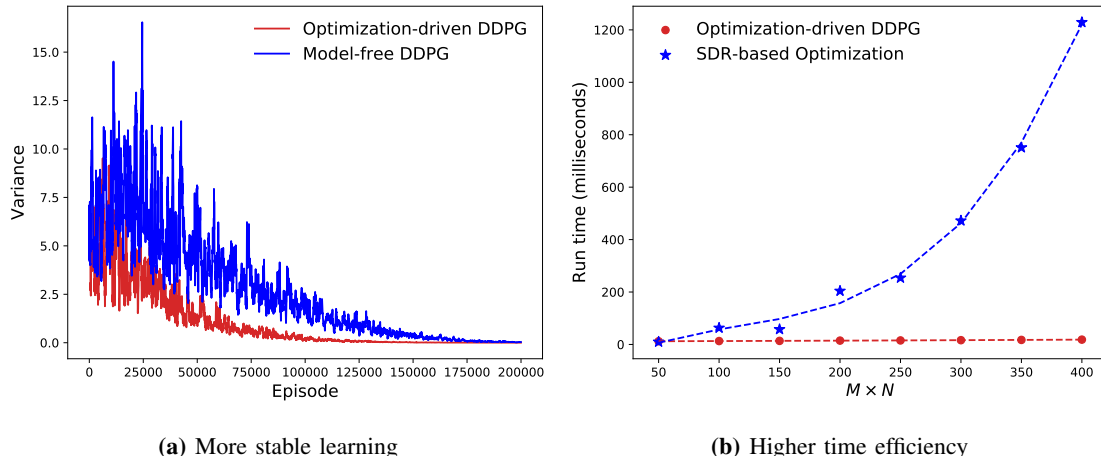 Optimization-driven DDPG
Model-free DDPG
Variance
15.0
12.5
10.0
7.5
5.0
2.5
0.0
0 25000 50000 75000 100000 125000 150000 175000 200000
Episode
(a) More stable learning
Optimization-driven DDPG
SDR-based Optimization
Run time (milliseconds)
1200
1000
800
600
400
200
0
50 100 150 200 250 300 350 400
M × N
(b) Higher time efficiency